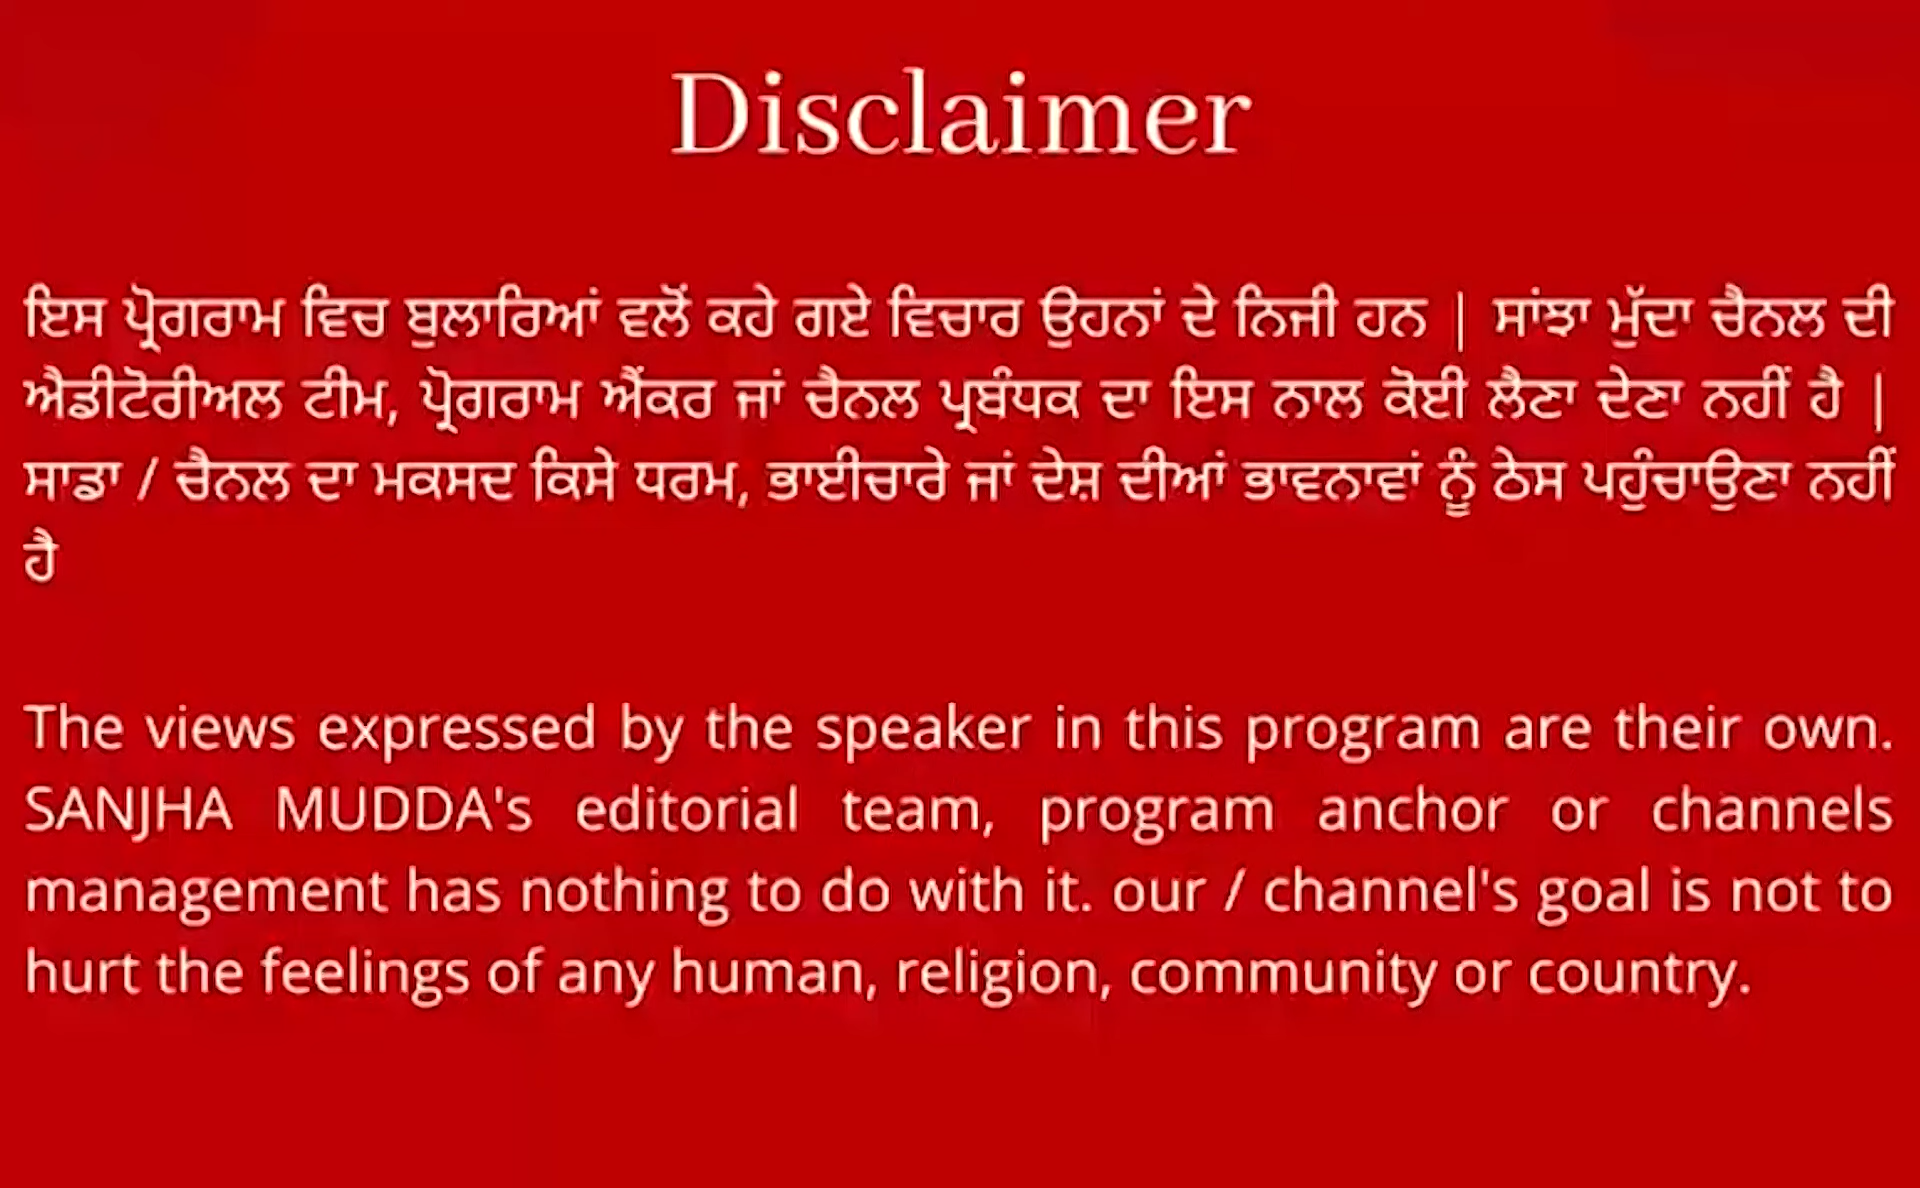 Disclaimer
ਇਸ ਪ੍ਰੋਗਰਾਮ ਵਿਚ ਬੁਲਾਰਿਆਂ ਵਲੋਂ ਕਹੇ ਗਏ ਵਿਚਾਰ ਉਹਨਾਂ ਦੇ ਨਿਜੀ ਹਨ | ਸਾਂਝਾ ਮੁੱਦਾ ਚੈਨਲ ਦੀ
ਐਡੀਟੋਰੀਅਲ ਟੀਮ, ਪ੍ਰੋਗਰਾਮ ਐਂਕਰ ਜਾਂ ਚੈਨਲ ਪ੍ਰਬੰਧਕ ਦਾ ਇਸ ਨਾਲ ਕੋਈ ਲੈਣਾ ਦੇਣਾ ਨਹੀਂ ਹੈ |
ਸਾਡਾ / ਚੈਨਲ ਦਾ ਮਕਸਦ ਕਿਸੇ ਧਰਮ, ਭਾਈਚਾਰੇ ਜਾਂ ਦੇਸ਼ ਦੀਆਂ ਭਾਵਨਾਵਾਂ ਨੂੰ ਠੇਸ ਪਹੁੰਚਾਉਣਾ ਨਹੀਂ
ਹੈ
The views expressed by the speaker in this program are their own.
SANJHA MUDDA's editorial team, program anchor or channels
management has nothing to do with it. our / channel's goal is not to
hurt the feelings of any human, religion, community or country.